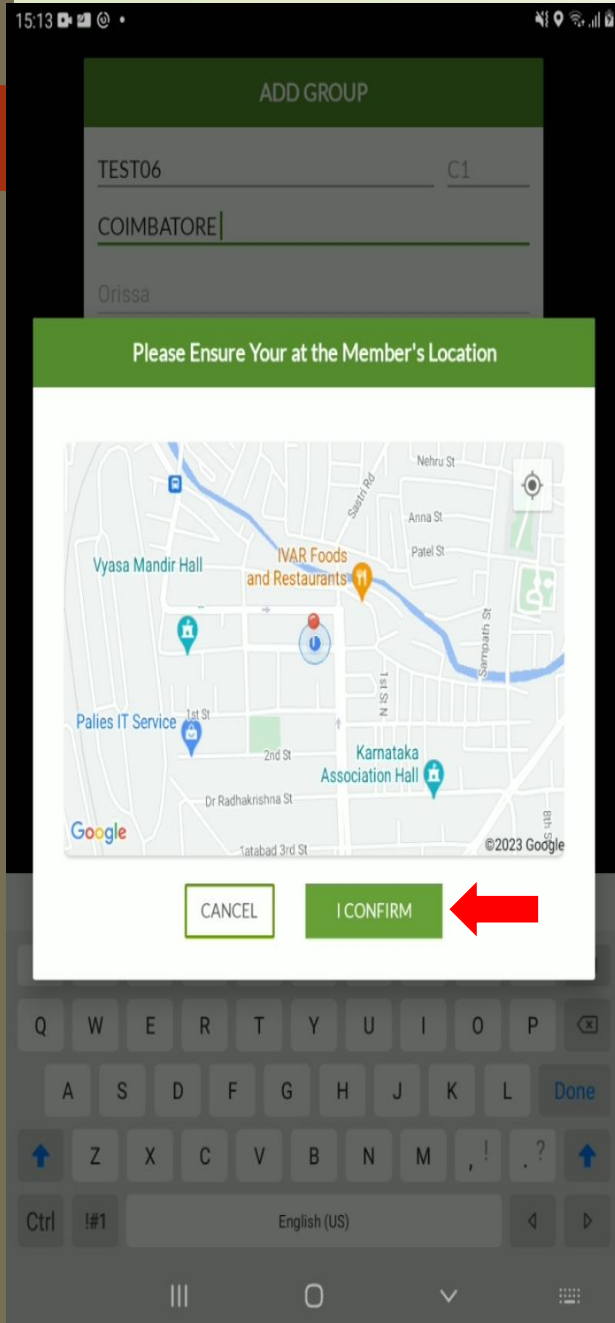 15:13
ADD GROUP
TEST06 C1
COIMBATORE
Orissa
Please Ensure Your at the Member's Location
Nehru St
Sastri Rd
Anna St
Patel St
Vyasa Mandir Hall
IVAR Foods
and Restaurants
Sampath St
1st St N
Palies IT Service
1st St
2nd St
Karnataka
Association Hall
Dr Radhakrishna St
8th St
Google
Tatabad 3rd St
©2023 Google
CANCEL I CONFIRM
Q W E R T Y U I O P
A S D F G H J K L Done
Z X C V B N M , ! . ?
Ctrl !#1 English (US)